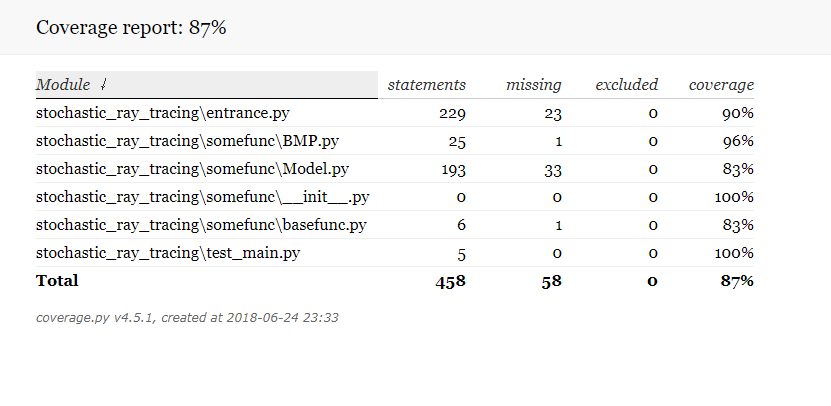 Coverage report: 87%
Module ↓ statements missing excluded coverage
stochastic_ray_tracing\entrance.py 229 23 0 90%
stochastic_ray_tracing\somefunc\BMP.py 25 1 0 96%
stochastic_ray_tracing\somefunc\Model.py 193 33 0 83%
stochastic_ray_tracing\somefunc\__init__.py 0 0 0 100%
stochastic_ray_tracing\somefunc\basefunc.py 6 1 0 83%
stochastic_ray_tracing\test_main.py 5 0 0 100%
Total 458 58 0 87%
coverage.py v4.5.1, created at 2018-06-24 23:33